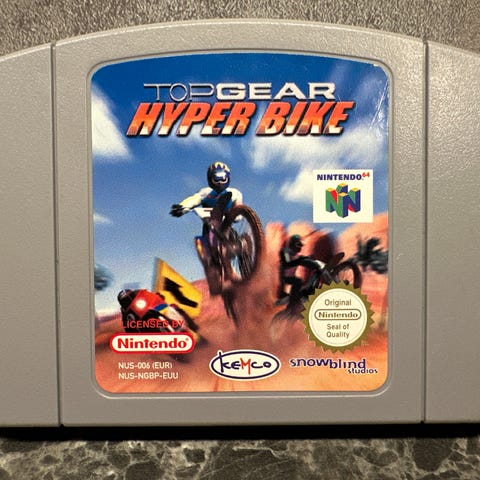 TOPGEAR
HYPER BIKE
NINTENDO64
N
Original
Nintendo
Seal of
Quality
LICENSED BY
Nintendo
NUS-006 (EUR)
NUS-NGBP-EUU
KEMCO
snowblind
studios